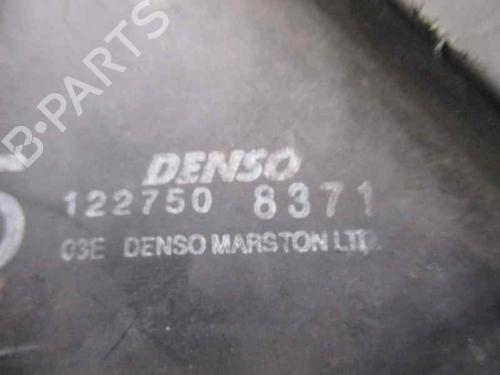 B-PARTS
DENSO
122750 8371
03E DENSO MARSTON LTD.